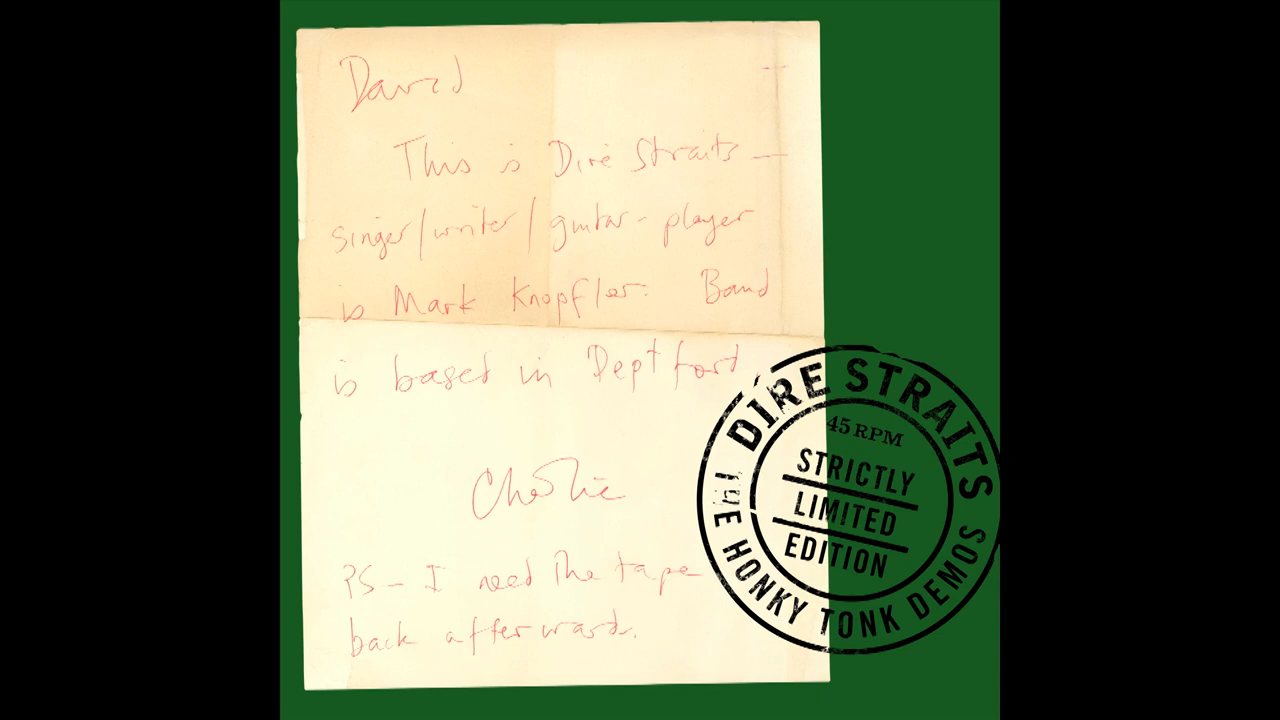 David
This is Dire Straits —
singer/writer/guitar-player
is Mark Knopfler. Band
is based in Deptford
Charlie
PS – I need the tape
back afterwards.
DIRE STRAITS
45 RPM
STRICTLY
LIMITED
EDITION
THE HONKY TONK DEMOS